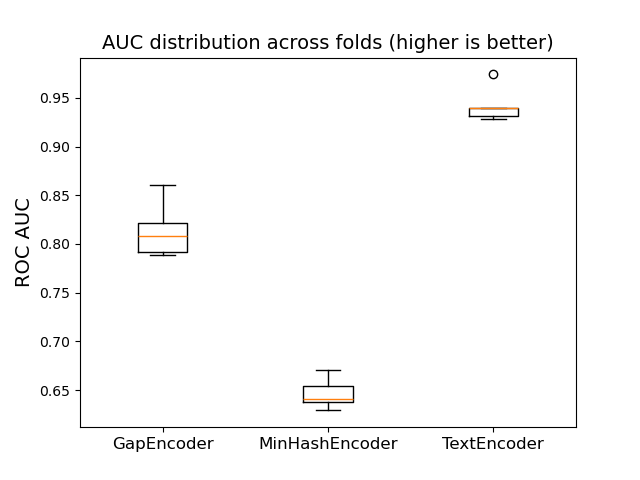 AUC distribution across folds (higher is better)
ROC AUC
0.95
0.90
0.85
0.80
0.75
0.70
0.65
GapEncoder
MinHashEncoder
TextEncoder